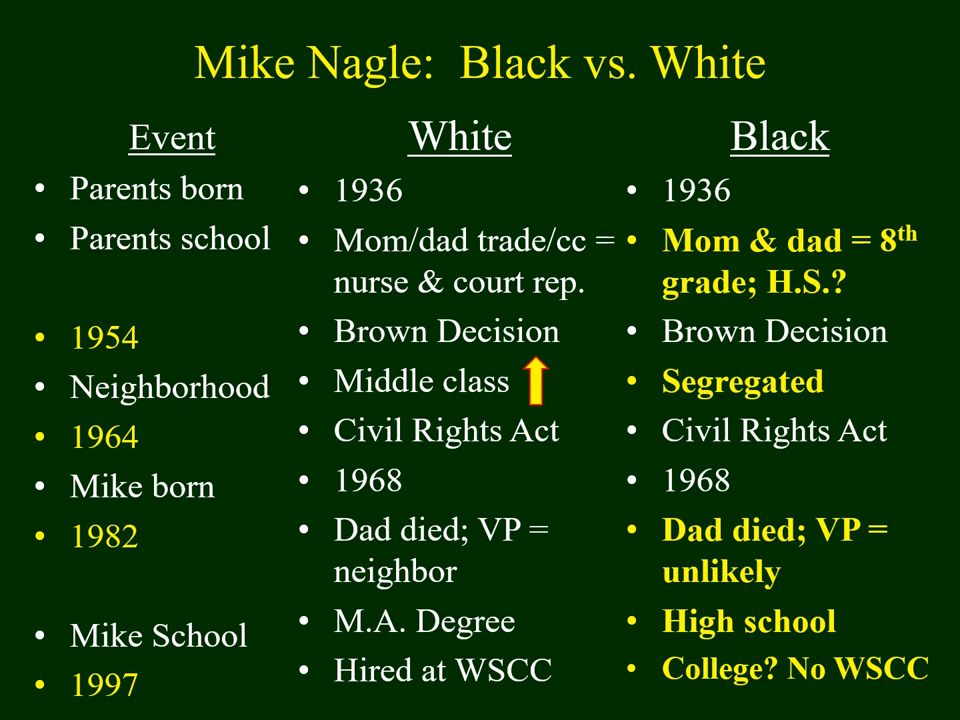 Mike Nagle: Black vs. White
Event
• Parents born
• Parents school
• 1954
• Neighborhood
• 1964
• Mike born
• 1982
• Mike School
• 1997
White
• 1936
• Mom/dad trade/cc =
nurse & court rep.
• Brown Decision
• Middle class
• Civil Rights Act
• 1968
• Dad died; VP =
neighbor
• M.A. Degree
• Hired at WSCC
Black
• 1936
• Mom & dad = 8th
grade; H.S.?
• Brown Decision
• Segregated
• Civil Rights Act
• 1968
• Dad died; VP =
unlikely
• High school
• College? No WSCC